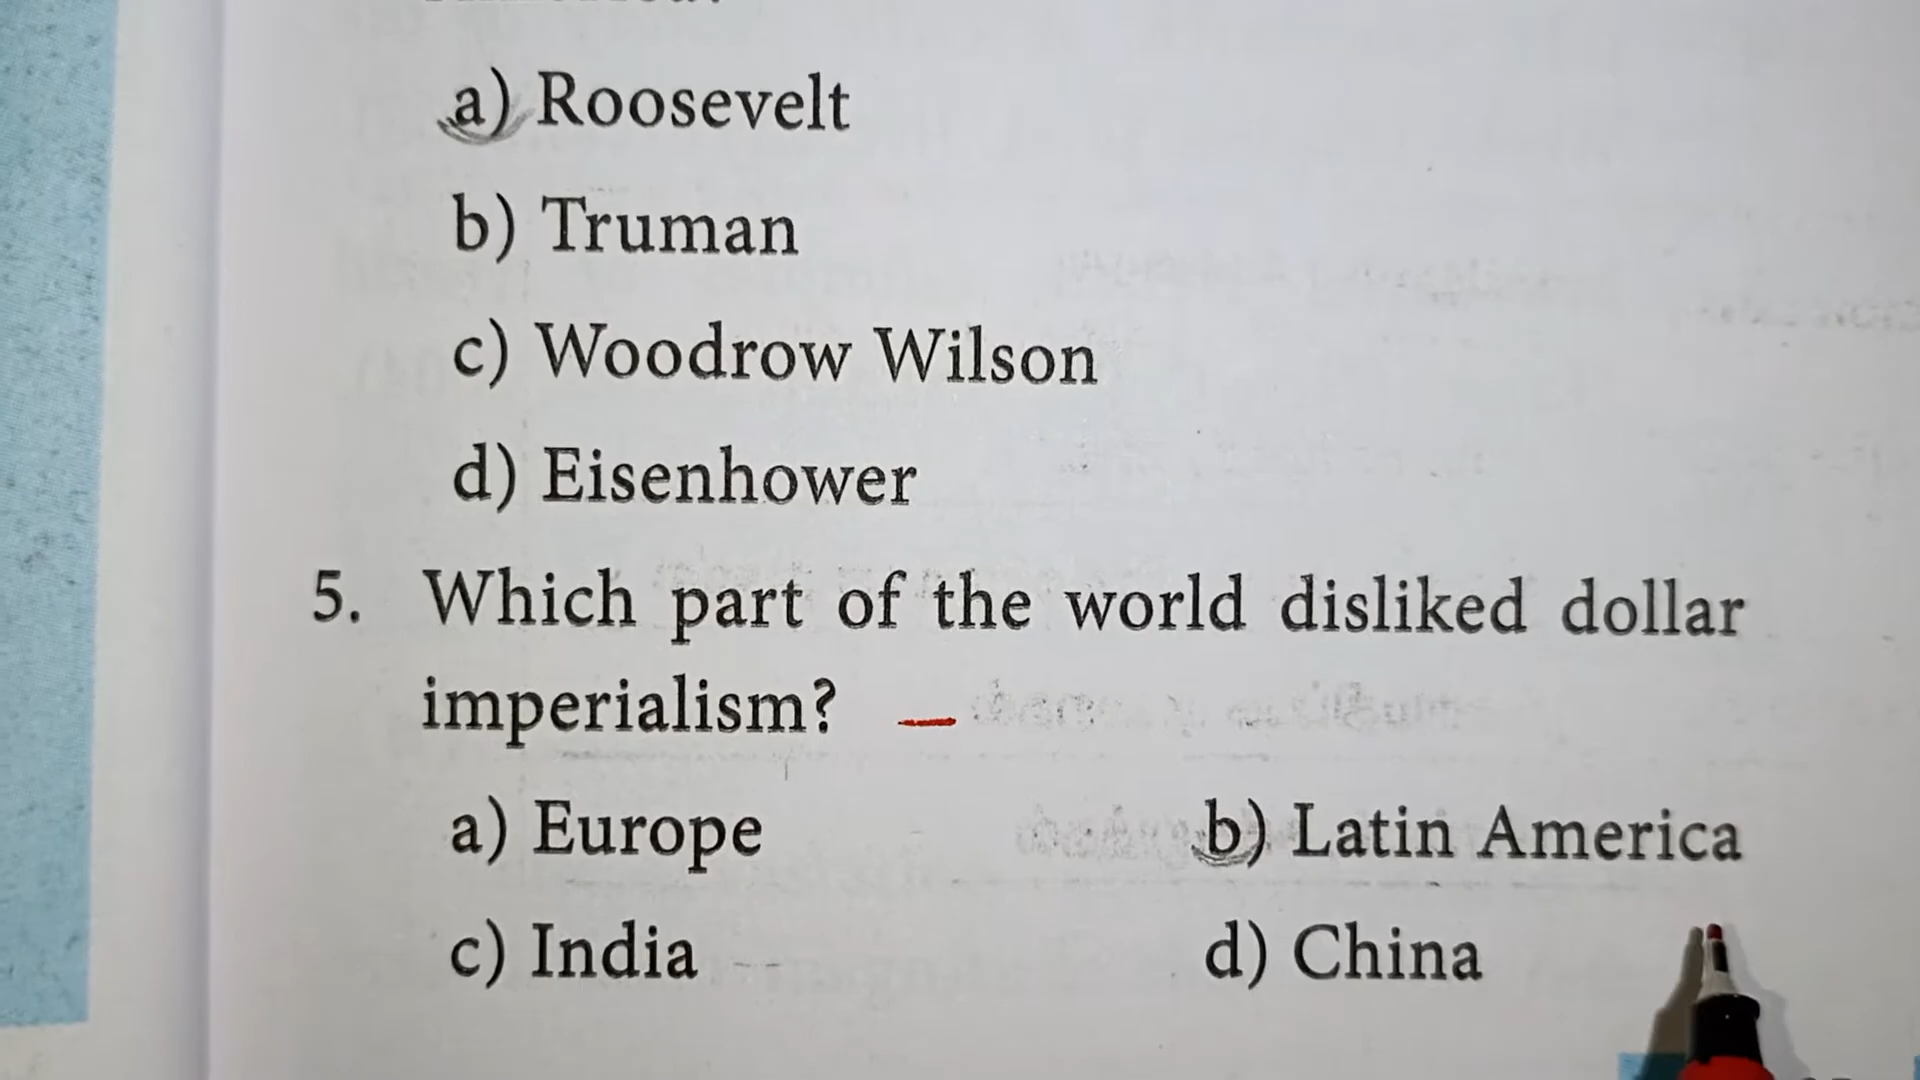 a) Roosevelt
b) Truman
c) Woodrow Wilson
d) Eisenhower
5. Which part of the world disliked dollar
imperialism?
a) Europe b) Latin America
c) India d) China